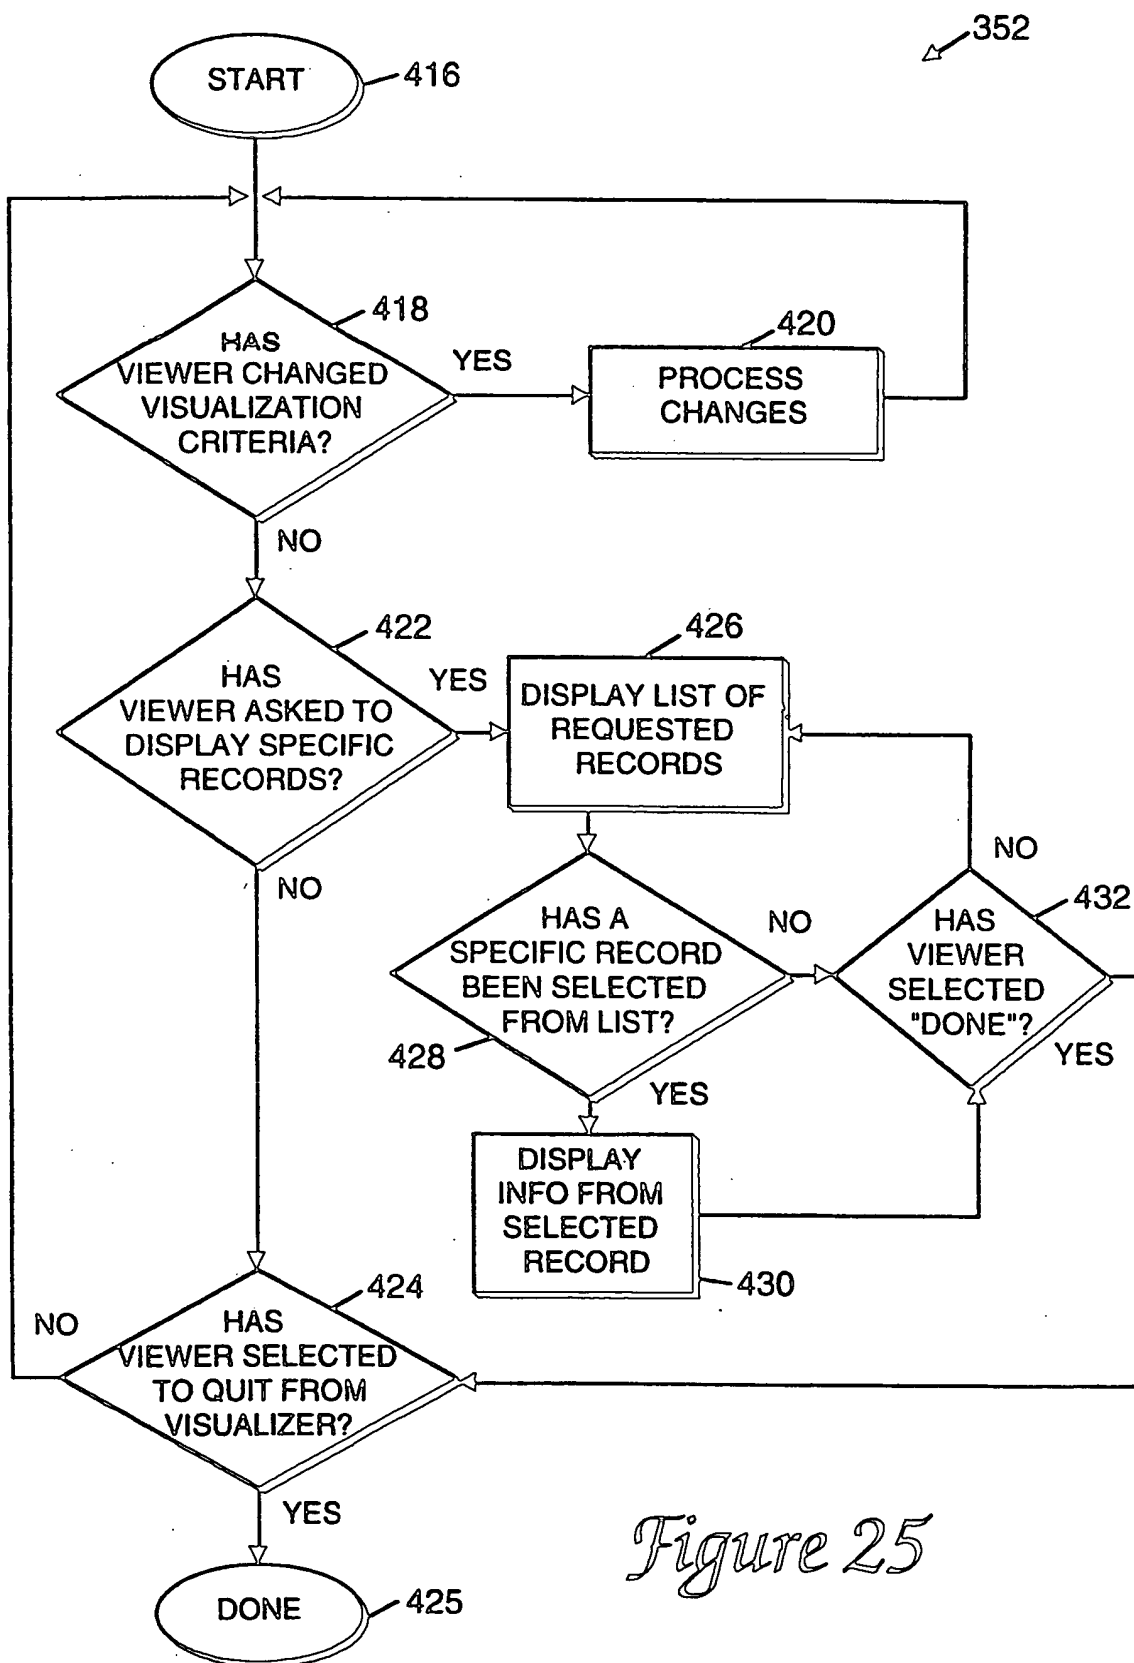 352
START
416
HAS
VIEWER CHANGED
VISUALIZATION
CRITERIA?
418
YES
PROCESS
CHANGES
420
NO
HAS
VIEWER ASKED TO
DISPLAY SPECIFIC
RECORDS?
422
YES
DISPLAY LIST OF
REQUESTED
RECORDS
426
NO
HAS A
SPECIFIC RECORD
BEEN SELECTED
FROM LIST?
428
NO
HAS
VIEWER
SELECTED
"DONE"?
432
NO
YES
YES
DISPLAY
INFO FROM
SELECTED
RECORD
430
HAS
VIEWER SELECTED
TO QUIT FROM
VISUALIZER?
424
NO
YES
DONE
425
Figure 25